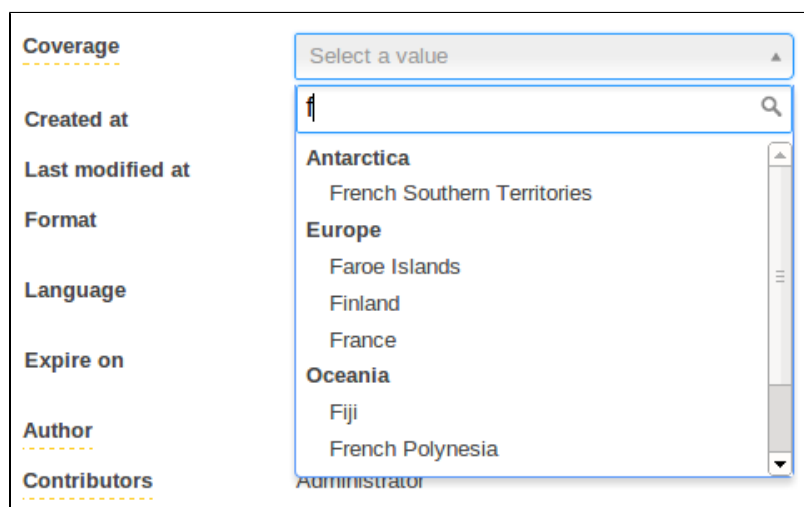 Coverage
Select a value
f
Created at
Antarctica
Last modified at
French Southern Territories
Format
Europe
Faroe Islands
Language
Finland
France
Expire on
Oceania
Fiji
Author
French Polynesia
Contributors
Administrator